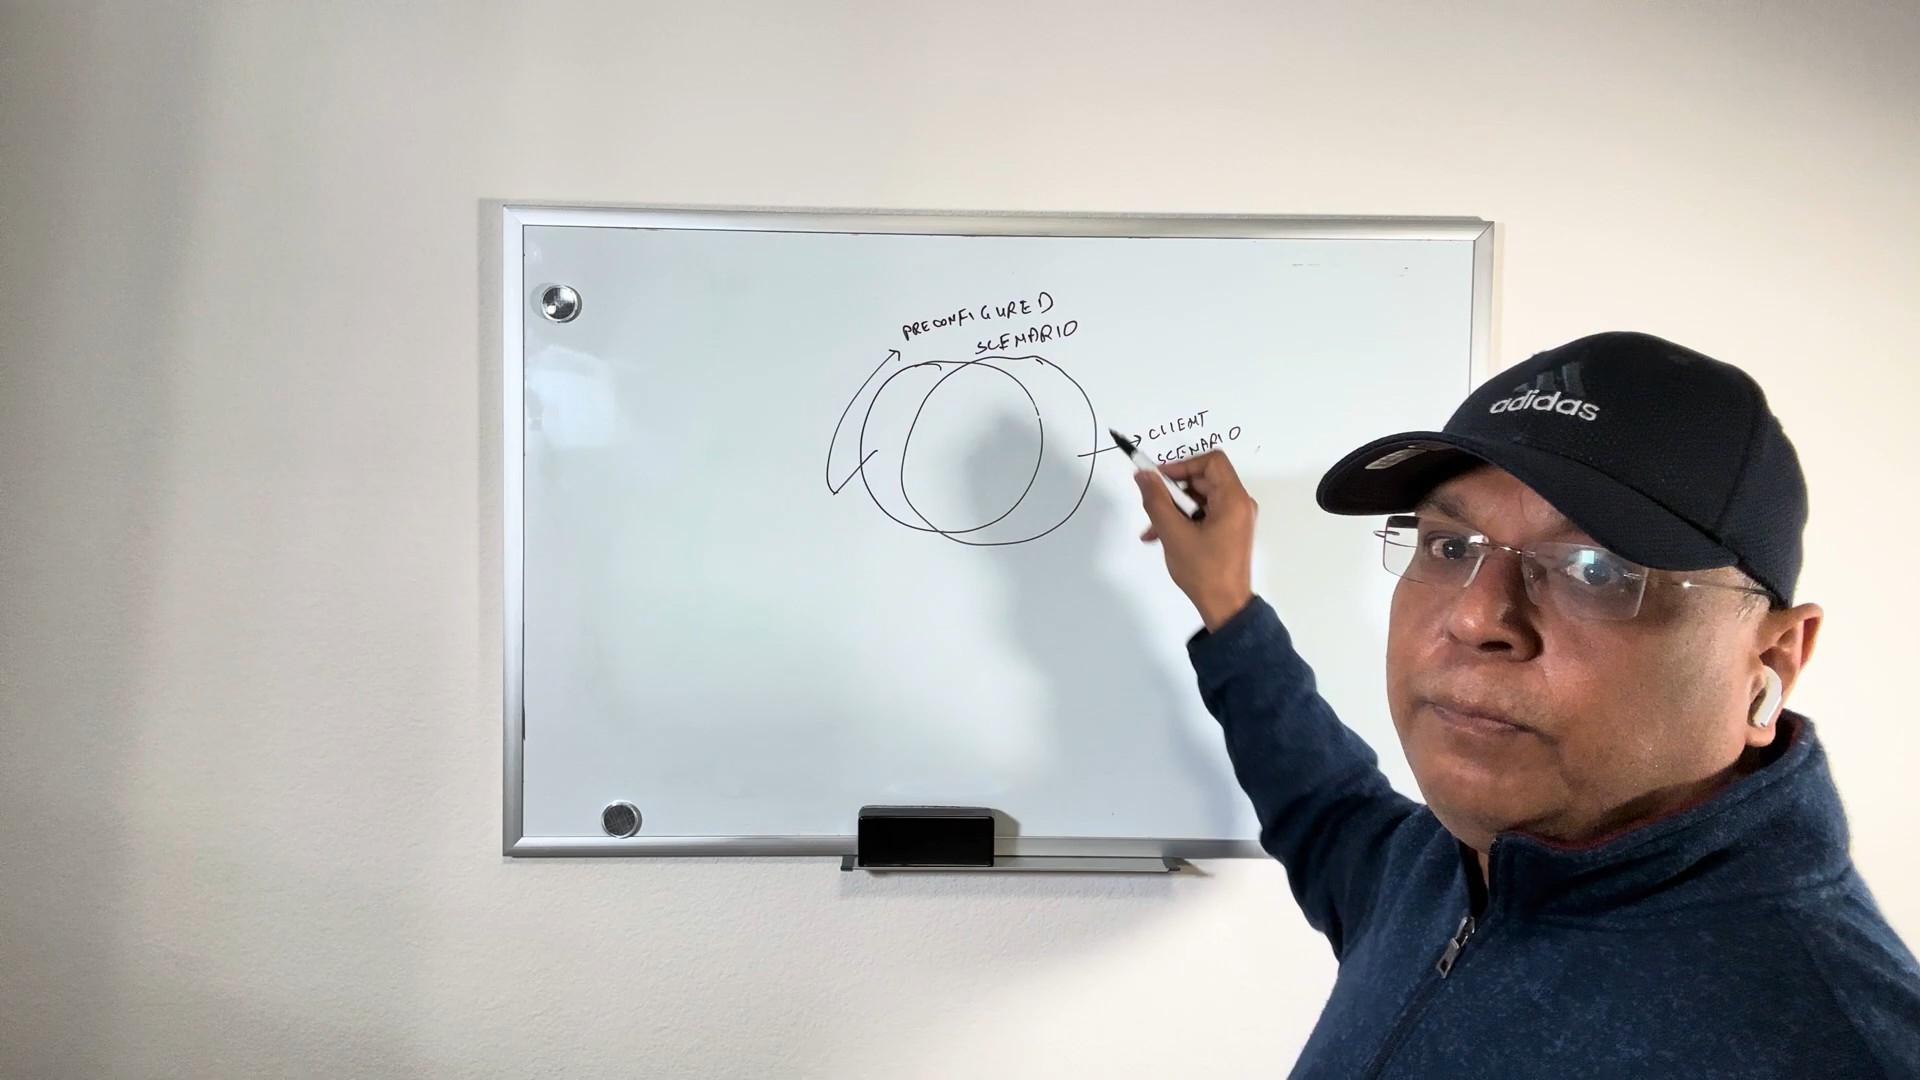 PRECONFIGURED
SCENARIO
CLIENT
SCENARIO
adidas